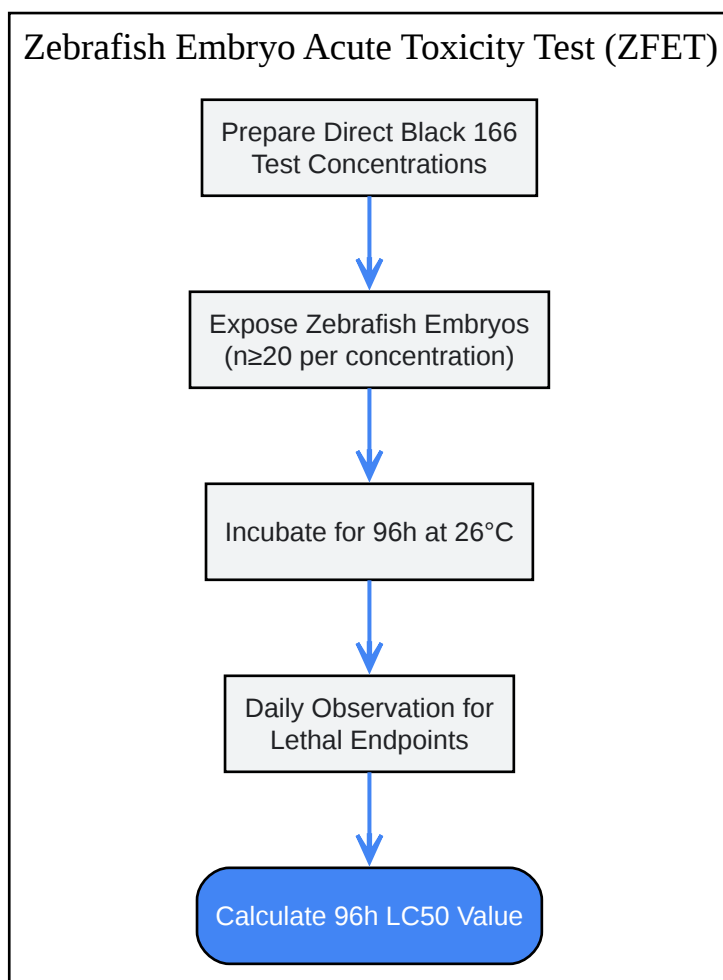 Zebrafish Embryo Acute Toxicity Test (ZFET)
Prepare Direct Black 166
Test Concentrations
Expose Zebrafish Embryos
(n≥20 per concentration)
Incubate for 96h at 26°C
Daily Observation for
Lethal Endpoints
Calculate 96h LC50 Value